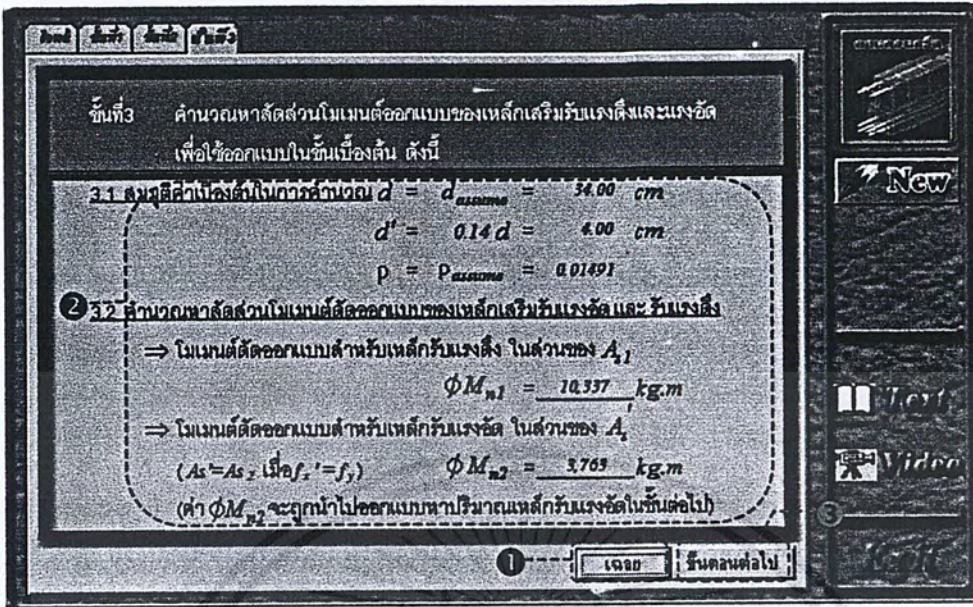 ขั้นที่3 คำนวณหาสัดส่วนโมเมนต์ออกแบบของเหล็กเสริมรับแรงดึงและแรงอัด
เพื่อใช้ออกแบบในขั้นเบื้องต้น ดังนี้
3.1 สมมุติค่าเบื้องต้นในการคำนวณ d = d assume = 34.00 cm
d' = 0.14 d = 4.00 cm
p = p assume = 0.01491
❷ 3.2 คำนวณหาสัดส่วนโมเมนต์ดัดออกแบบของเหล็กเสริมรับแรงอัด และ รับแรงดึง
⇒ โมเมนต์ดัดออกแบบสำหรับเหล็กรับแรงดึง ในส่วนของ A s1
ϕM n1 = 10,337 kg.m
⇒ โมเมนต์ดัดออกแบบสำหรับเหล็กรับแรงอัด ในส่วนของ A s'
(As'=As 2 เมื่อ f s'=f y) ϕM n2 = 3,763 kg.m
(ค่า ϕM n2 จะถูกนำไปออกแบบหาปริมาณเหล็กรับแรงอัดในขั้นต่อไป)
❶ เฉลย ขั้นตอนต่อไป
New
Text
Video
❸
Exit